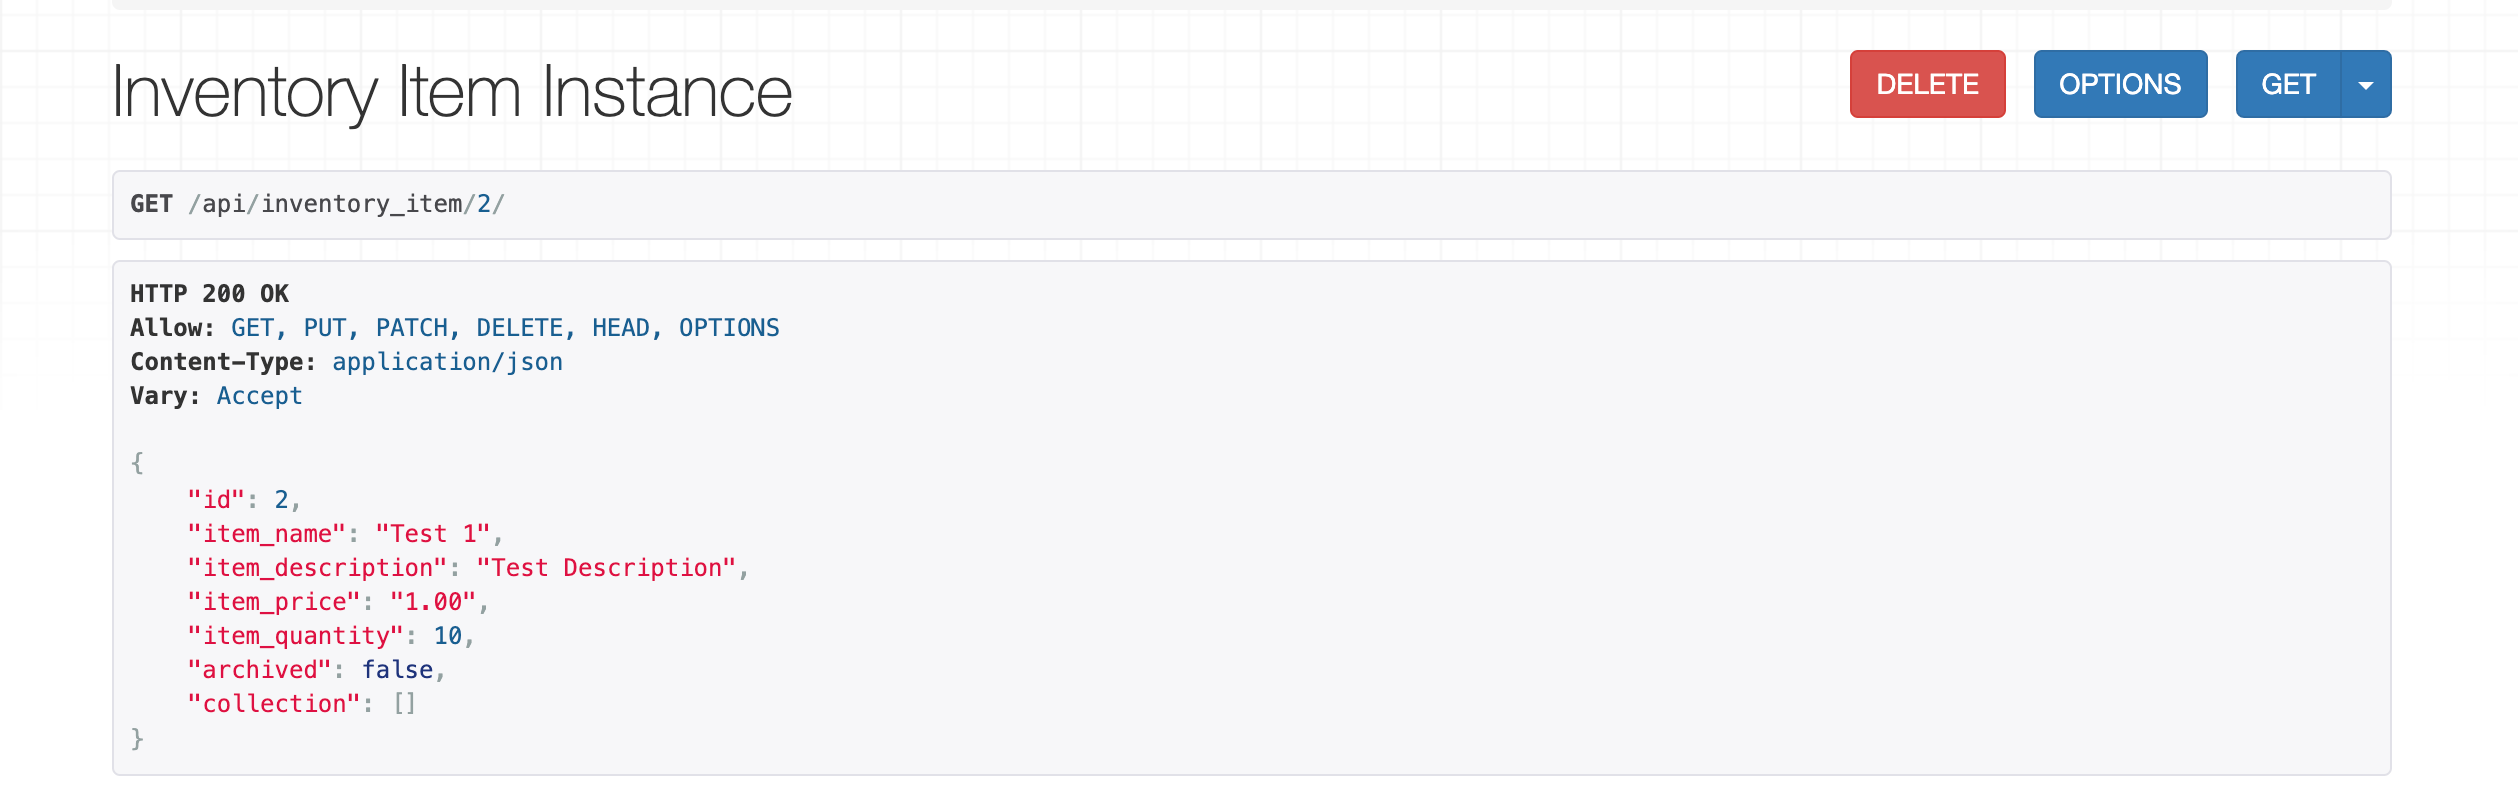 Inventory Item Instance
DELETE OPTIONS GET
GET /api/inventory_item/2/
HTTP 200 OK
Allow: GET, PUT, PATCH, DELETE, HEAD, OPTIONS
Content-Type: application/json
Vary: Accept
{
    "id": 2,
    "item_name": "Test 1",
    "item_description": "Test Description",
    "item_price": "1.00",
    "item_quantity": 10,
    "archived": false,
    "collection": []
}